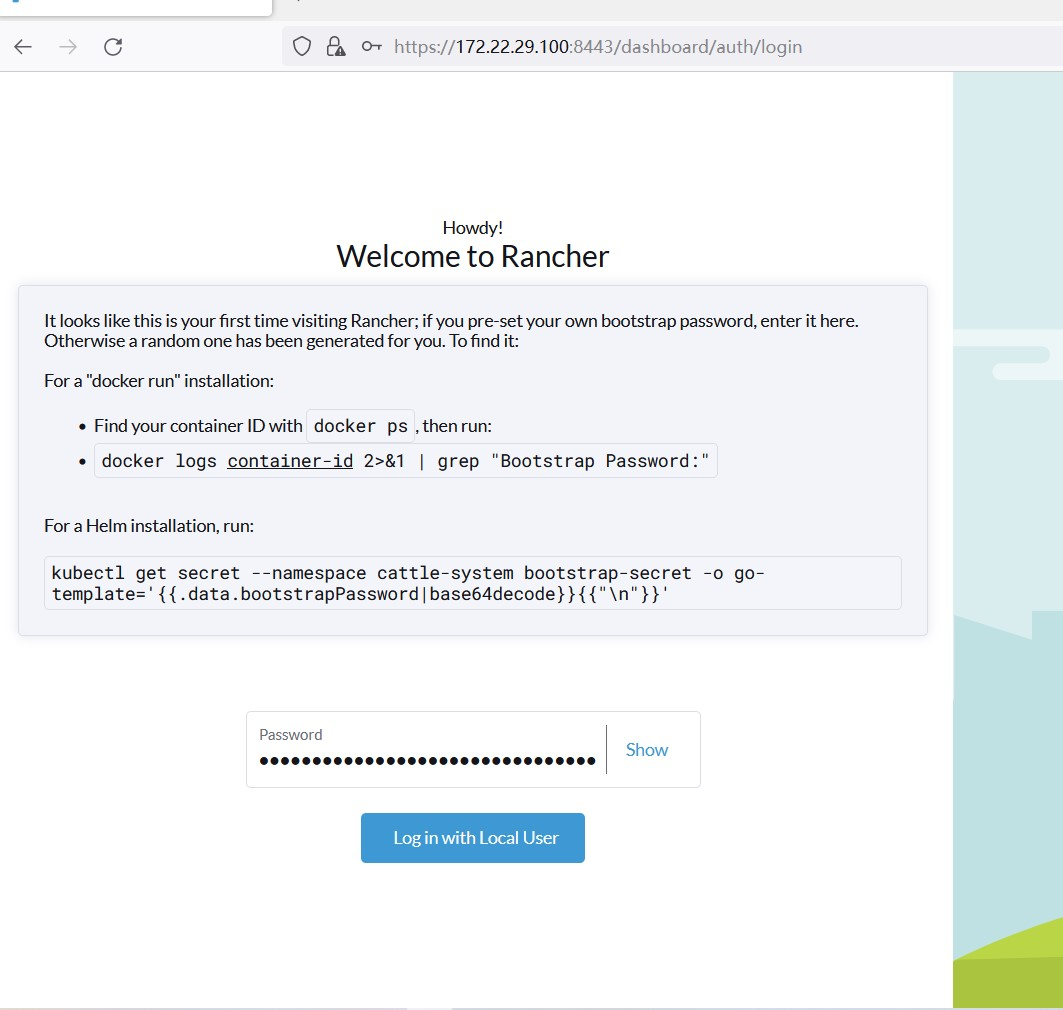 https://172.22.29.100:8443/dashboard/auth/login
Howdy!
Welcome to Rancher
It looks like this is your first time visiting Rancher; if you pre-set your own bootstrap password, enter it here.
Otherwise a random one has been generated for you. To find it:
For a "docker run" installation:
• Find your container ID with docker ps, then run:
• docker logs container-id 2>&1 | grep "Bootstrap Password:"
For a Helm installation, run:
kubectl get secret --namespace cattle-system bootstrap-secret -o go-
template='{{.data.bootstrapPassword|base64decode}}{{"\n"}}'
Password
Show
Log in with Local User